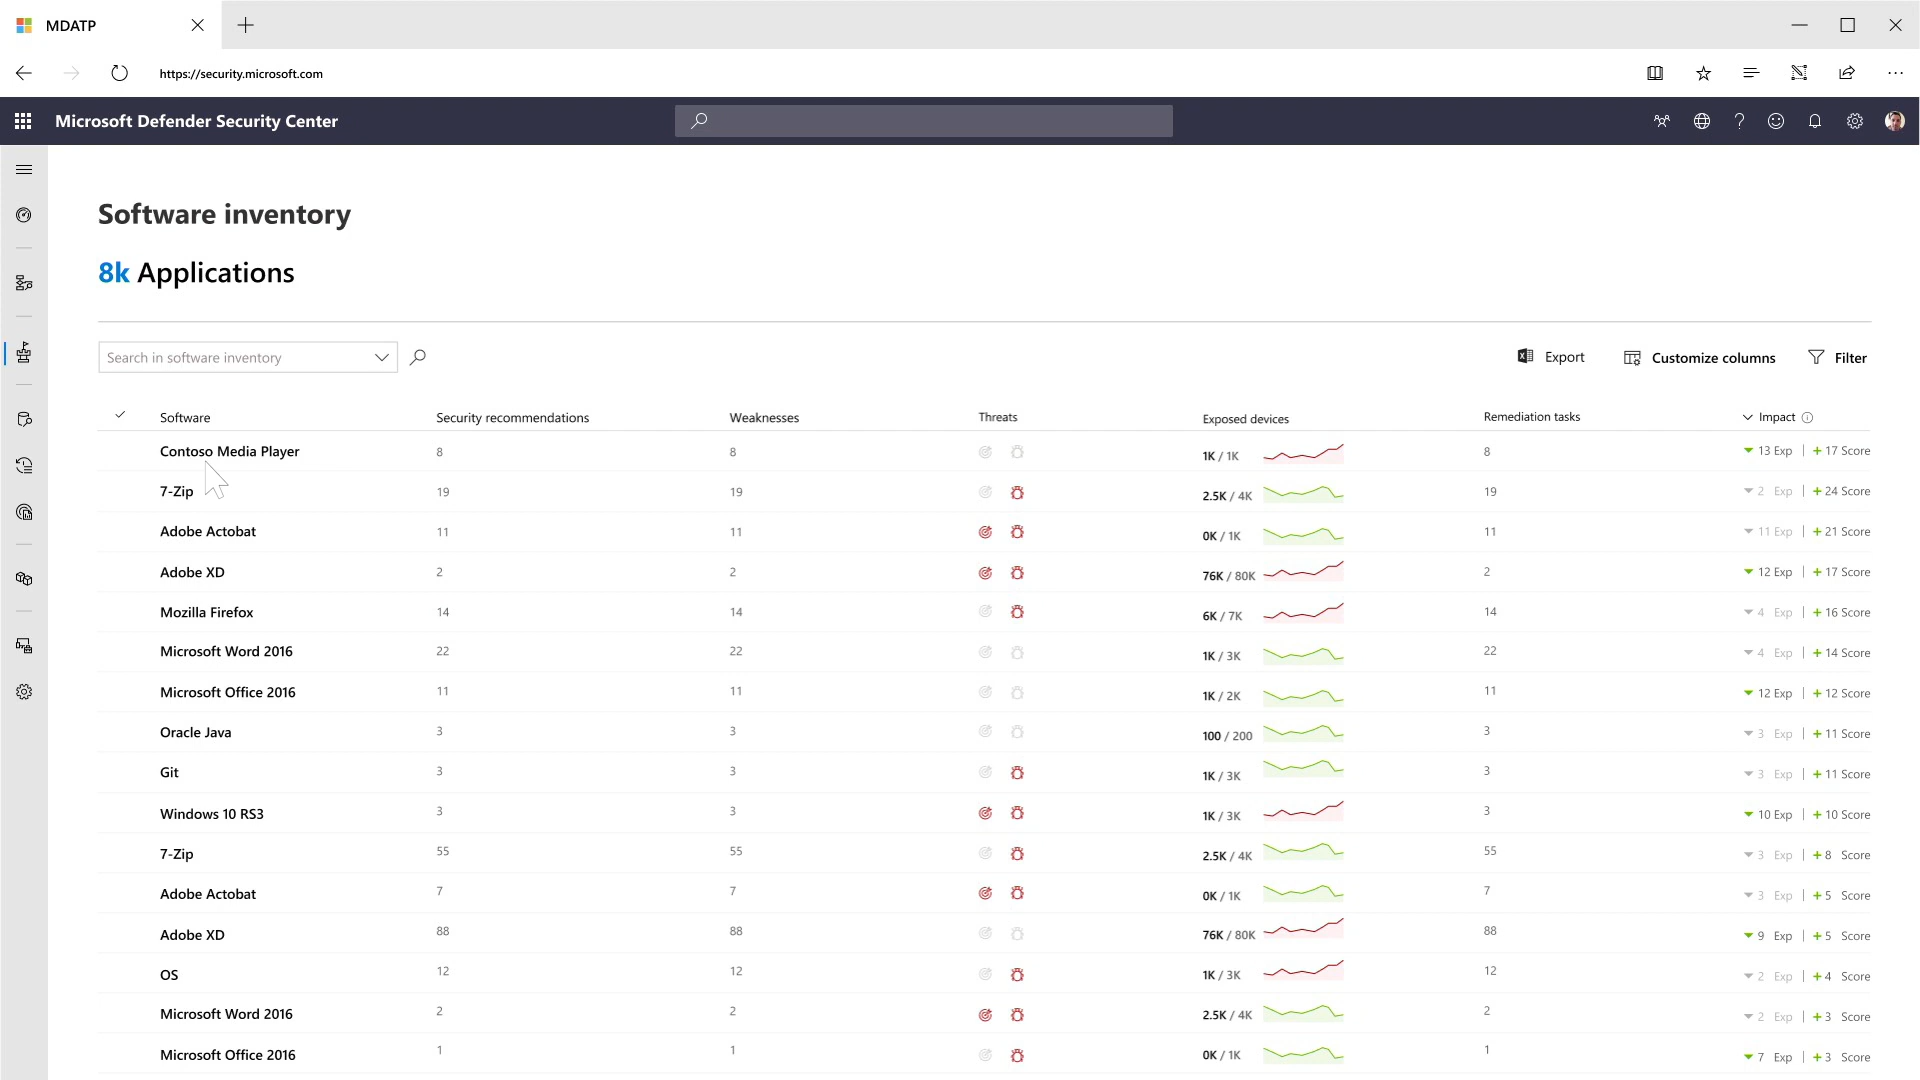 MDATP
https://security.microsoft.com
Microsoft Defender Security Center
Software inventory
8k Applications
Search in software inventory
Export
Customize columns
Filter
Software Security recommendations Weaknesses Threats Exposed devices Remediation tasks Impact
Contoso Media Player 8 8 1K / 1K 8 13 Exp | + 17 Score
7-Zip 19 19 2.5K / 4K 19 2 Exp | + 24 Score
Adobe Actobat 11 11 0K / 1K 11 11 Exp | + 21 Score
Adobe XD 2 2 76K / 80K 2 12 Exp | + 17 Score
Mozilla Firefox 14 14 6K / 7K 14 4 Exp | + 16 Score
Microsoft Word 2016 22 22 1K / 3K 22 4 Exp | + 14 Score
Microsoft Office 2016 11 11 1K / 2K 11 12 Exp | + 12 Score
Oracle Java 3 3 100 / 200 3 3 Exp | + 11 Score
Git 3 3 1K / 3K 3 3 Exp | + 11 Score
Windows 10 RS3 3 3 1K / 3K 3 10 Exp | + 10 Score
7-Zip 55 55 2.5K / 4K 55 3 Exp | + 8 Score
Adobe Actobat 7 7 0K / 1K 7 3 Exp | + 5 Score
Adobe XD 88 88 76K / 80K 88 9 Exp | + 5 Score
OS 12 12 1K / 3K 12 2 Exp | + 4 Score
Microsoft Word 2016 2 2 2.5K / 4K 2 2 Exp | + 3 Score
Microsoft Office 2016 1 1 0K / 1K 1 7 Exp | + 3 Score